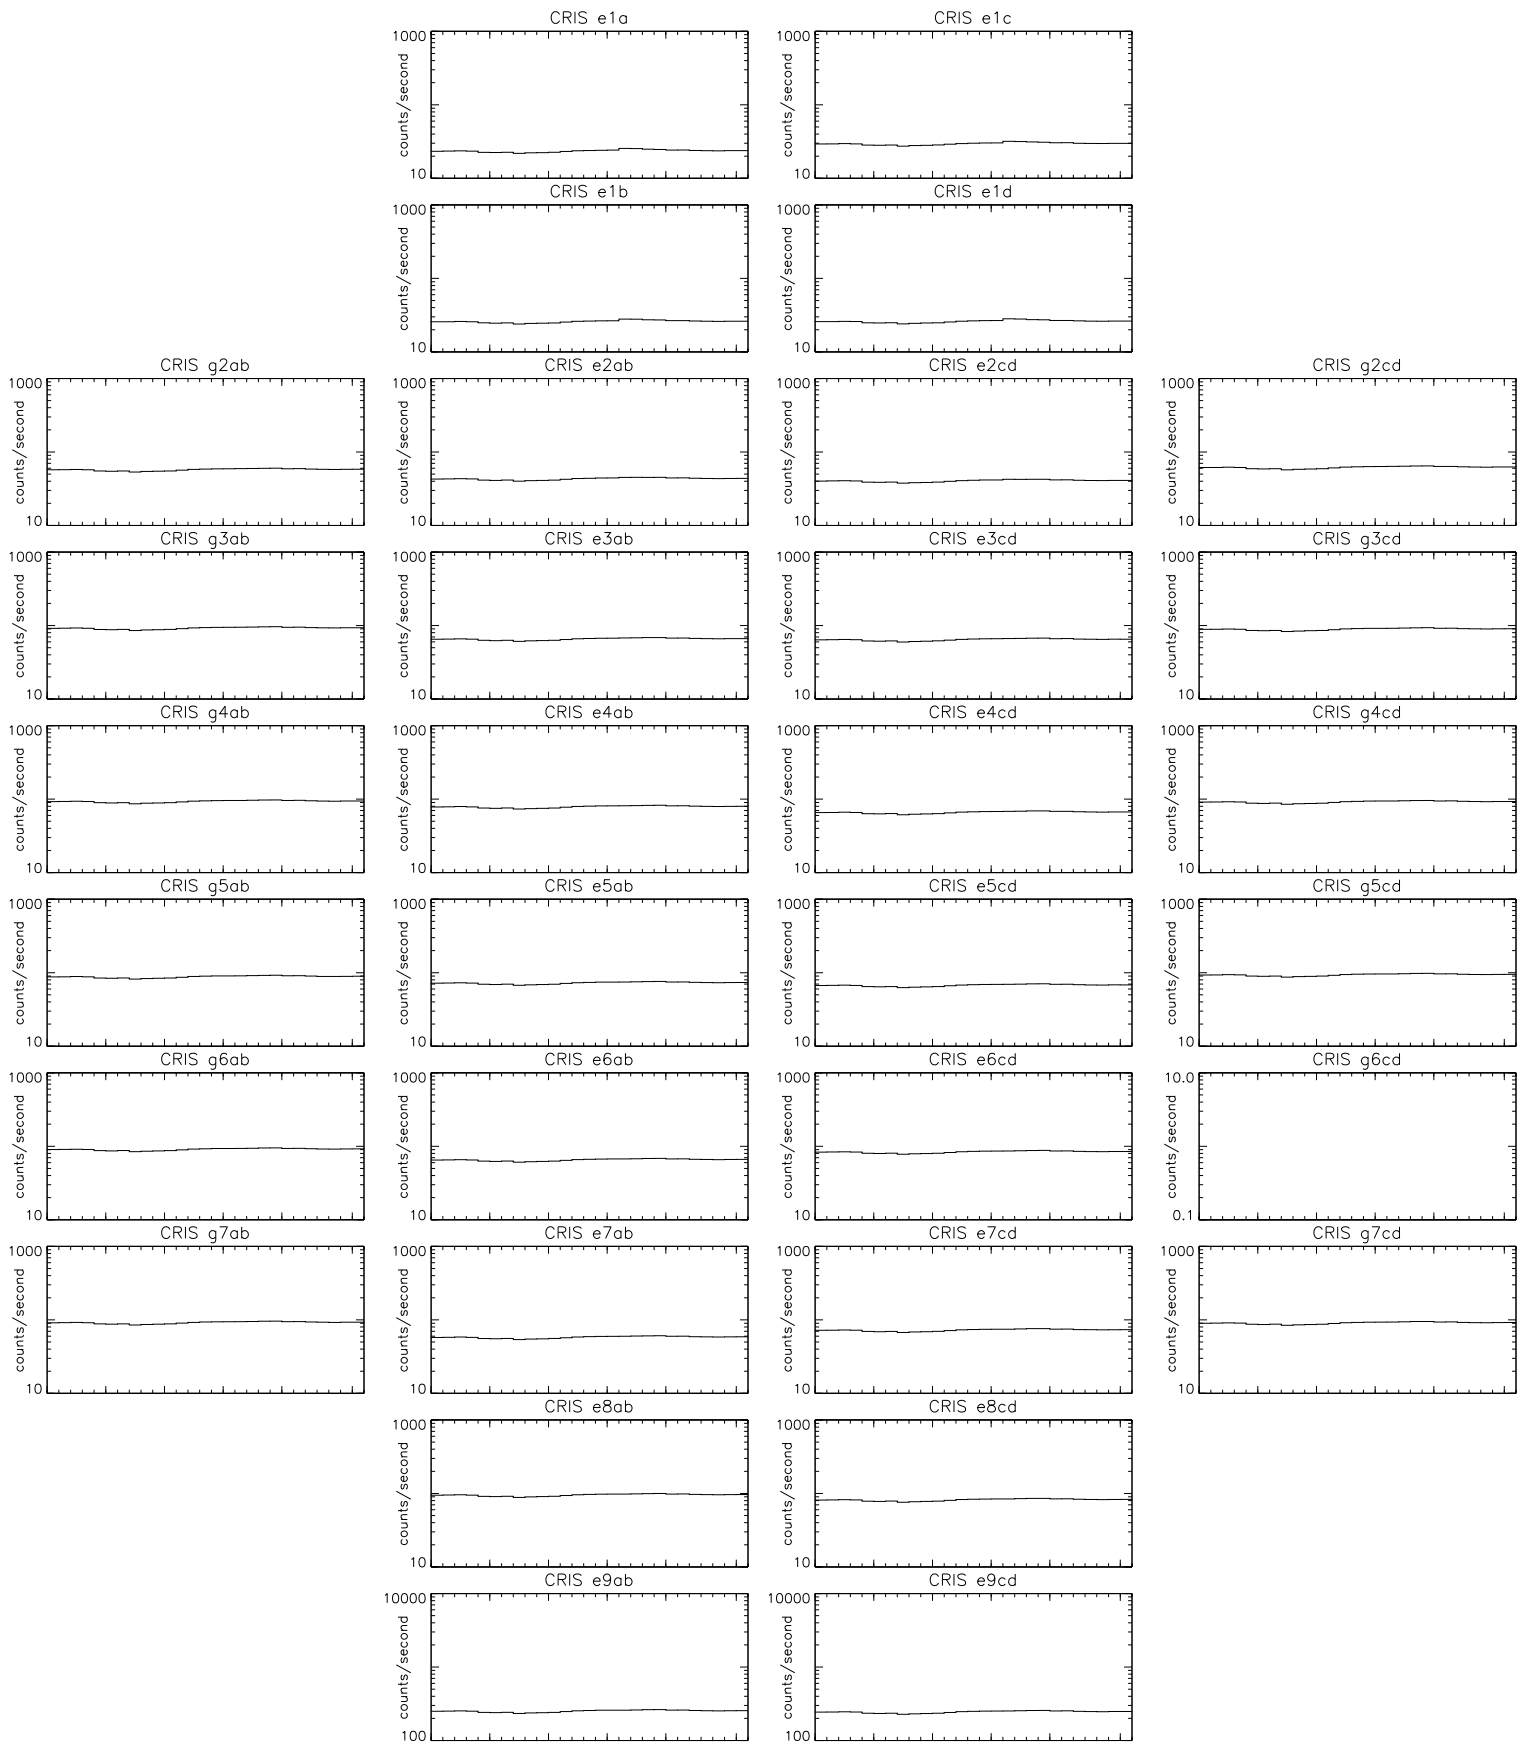 CRIS e1a
CRIS e1c
1000
counts/second
10
1000
counts/second
10
CRIS e1b
CRIS e1d
1000
counts/second
10
1000
counts/second
10
CRIS g2ab
CRIS e2ab
CRIS e2cd
CRIS g2cd
1000
counts/second
10
1000
counts/second
10
1000
counts/second
10
1000
counts/second
10
CRIS g3ab
CRIS e3ab
CRIS e3cd
CRIS g3cd
1000
counts/second
10
1000
counts/second
10
1000
counts/second
10
1000
counts/second
10
CRIS g4ab
CRIS e4ab
CRIS e4cd
CRIS g4cd
1000
counts/second
10
1000
counts/second
10
1000
counts/second
10
1000
counts/second
10
CRIS g5ab
CRIS e5ab
CRIS e5cd
CRIS g5cd
1000
counts/second
10
1000
counts/second
10
1000
counts/second
10
1000
counts/second
10
CRIS g6ab
CRIS e6ab
CRIS e6cd
CRIS g6cd
1000
counts/second
10
1000
counts/second
10
1000
counts/second
10
10.0
counts/second
0.1
CRIS g7ab
CRIS e7ab
CRIS e7cd
CRIS g7cd
1000
counts/second
10
1000
counts/second
10
1000
counts/second
10
1000
counts/second
10
CRIS e8ab
CRIS e8cd
1000
counts/second
10
1000
counts/second
10
CRIS e9ab
CRIS e9cd
10000
counts/second
100
10000
counts/second
100